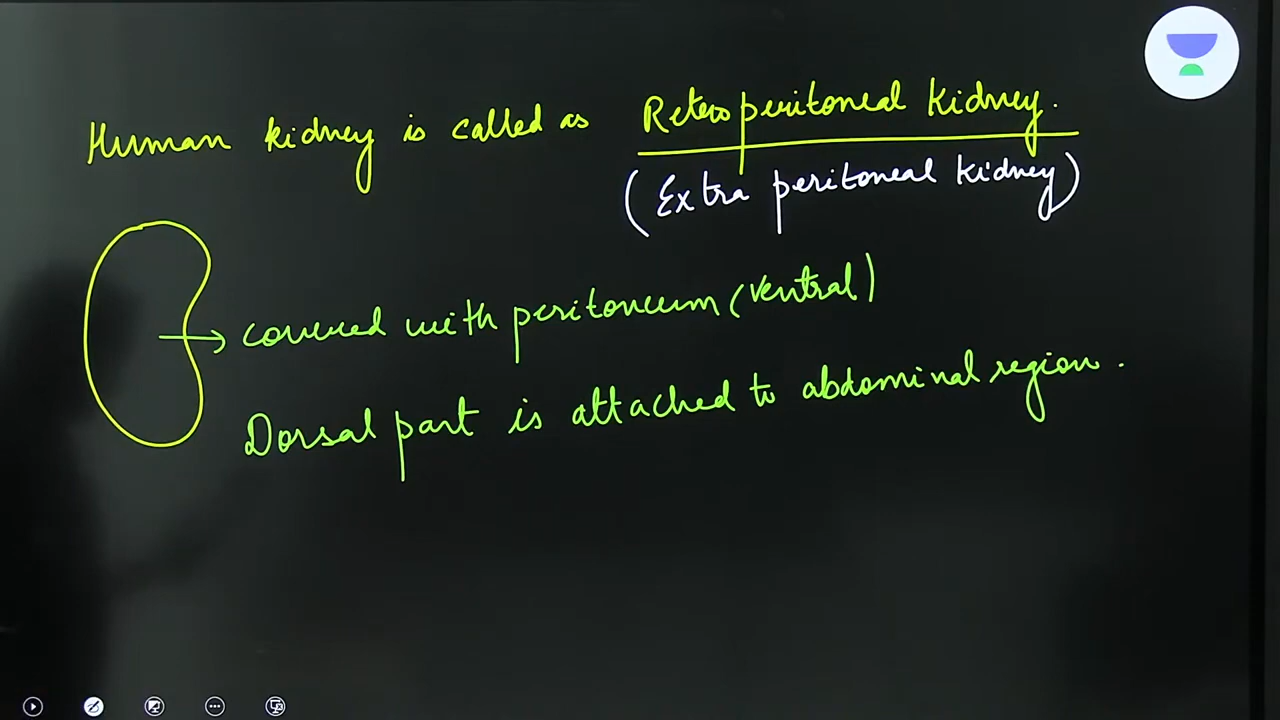 Human kidney is called as Reteroperitoneal Kidney.
(Extra peritoneal kidney)
covered with peritoneum (ventral)
Dorsal part is attached to abdominal region.